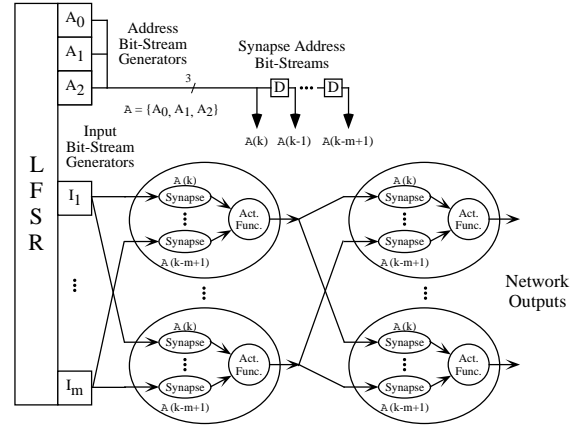 A0
A1
A2
Address
Bit-Stream
Generators
Synapse Address
Bit-Streams
3
D
D
𝔸 = {A0, A1, A2}
𝔸(k)
𝔸(k-1)
𝔸(k-m+1)
Input
Bit-Stream
Generators
L
F
S
R
I1
Im
𝔸(k)
Synapse
Synapse
𝔸(k-m+1)
Act.
Func.
𝔸(k)
Synapse
Synapse
𝔸(k-m+1)
Act.
Func.
Network
Outputs
𝔸(k)
Synapse
Synapse
𝔸(k-m+1)
Act.
Func.
𝔸(k)
Synapse
Synapse
𝔸(k-m+1)
Act.
Func.